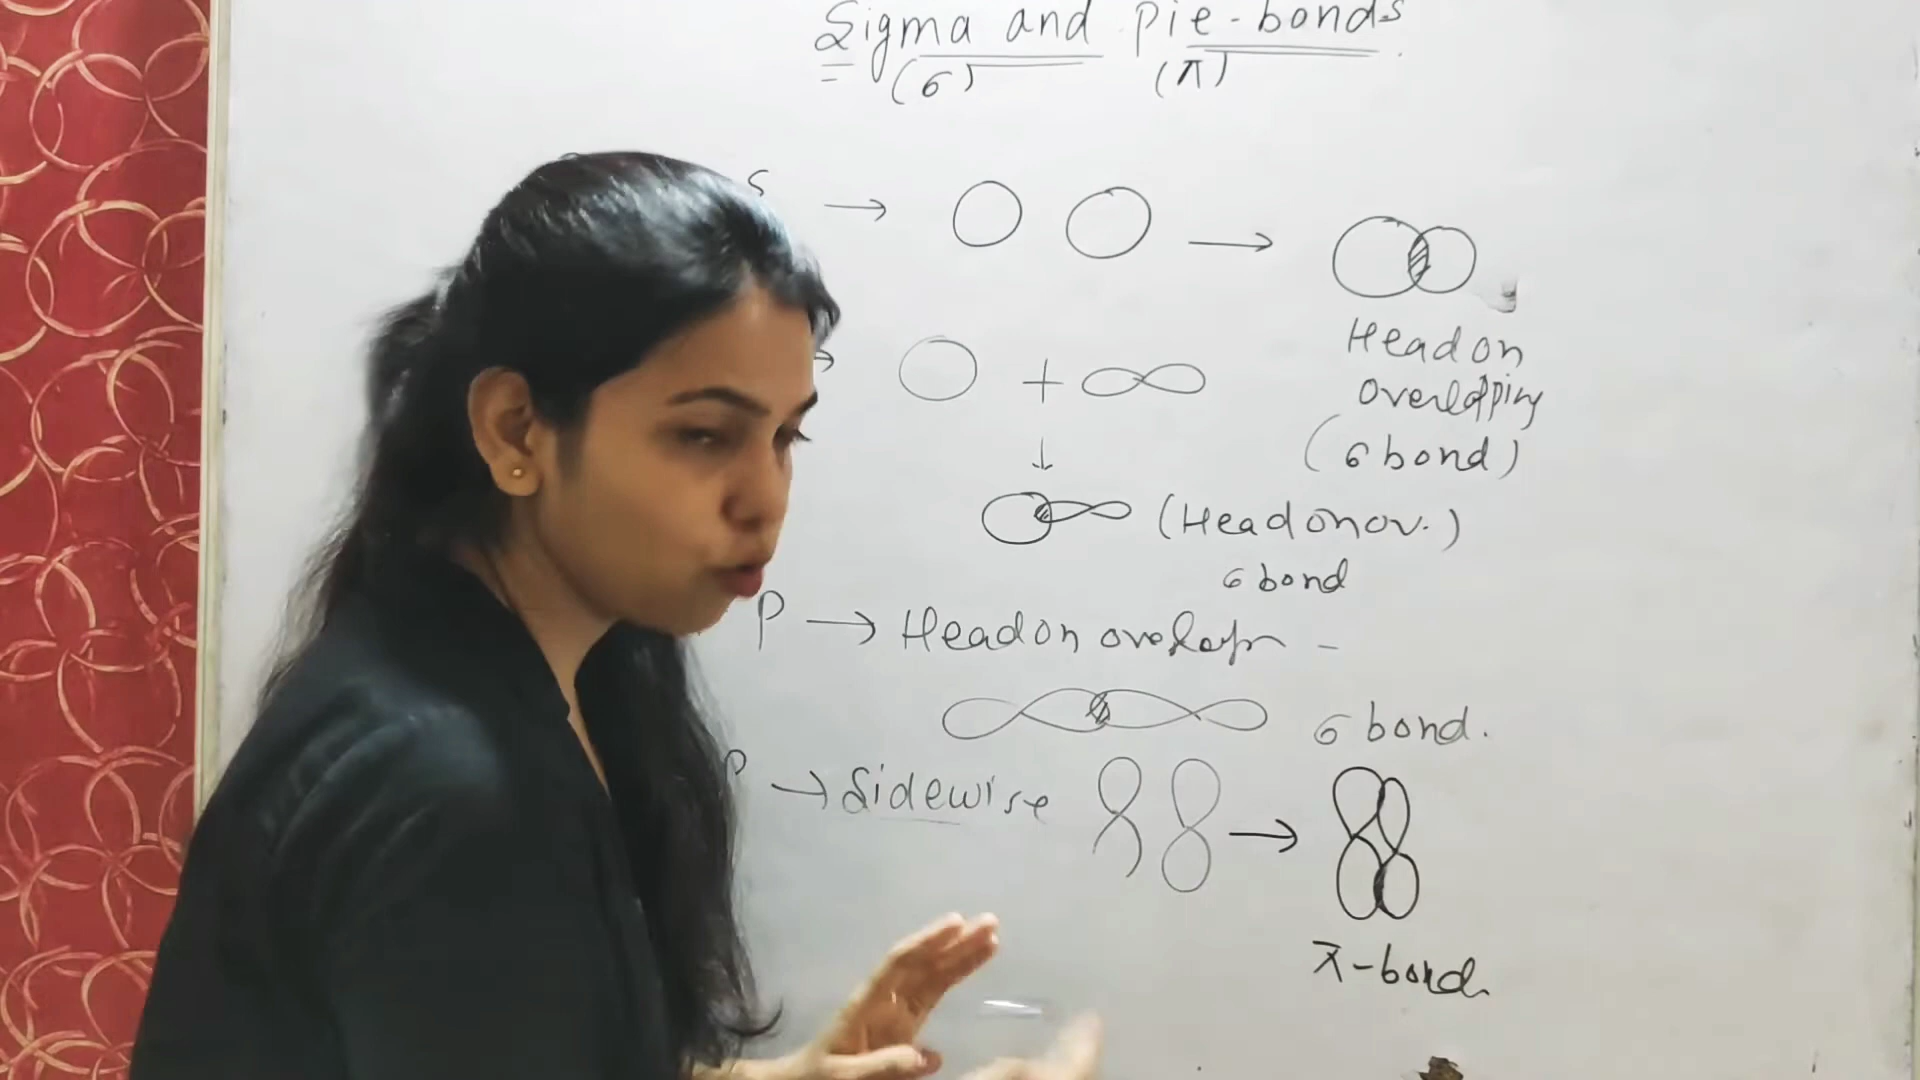 Sigma and Pie-bonds
(σ) (π)
S →
→
Head on
overlapping
(σ bond)
+
↓
(Head on ov.)
σ bond
P → Head on overlap -
σ bond.
P → Sidewise →
π-bond.